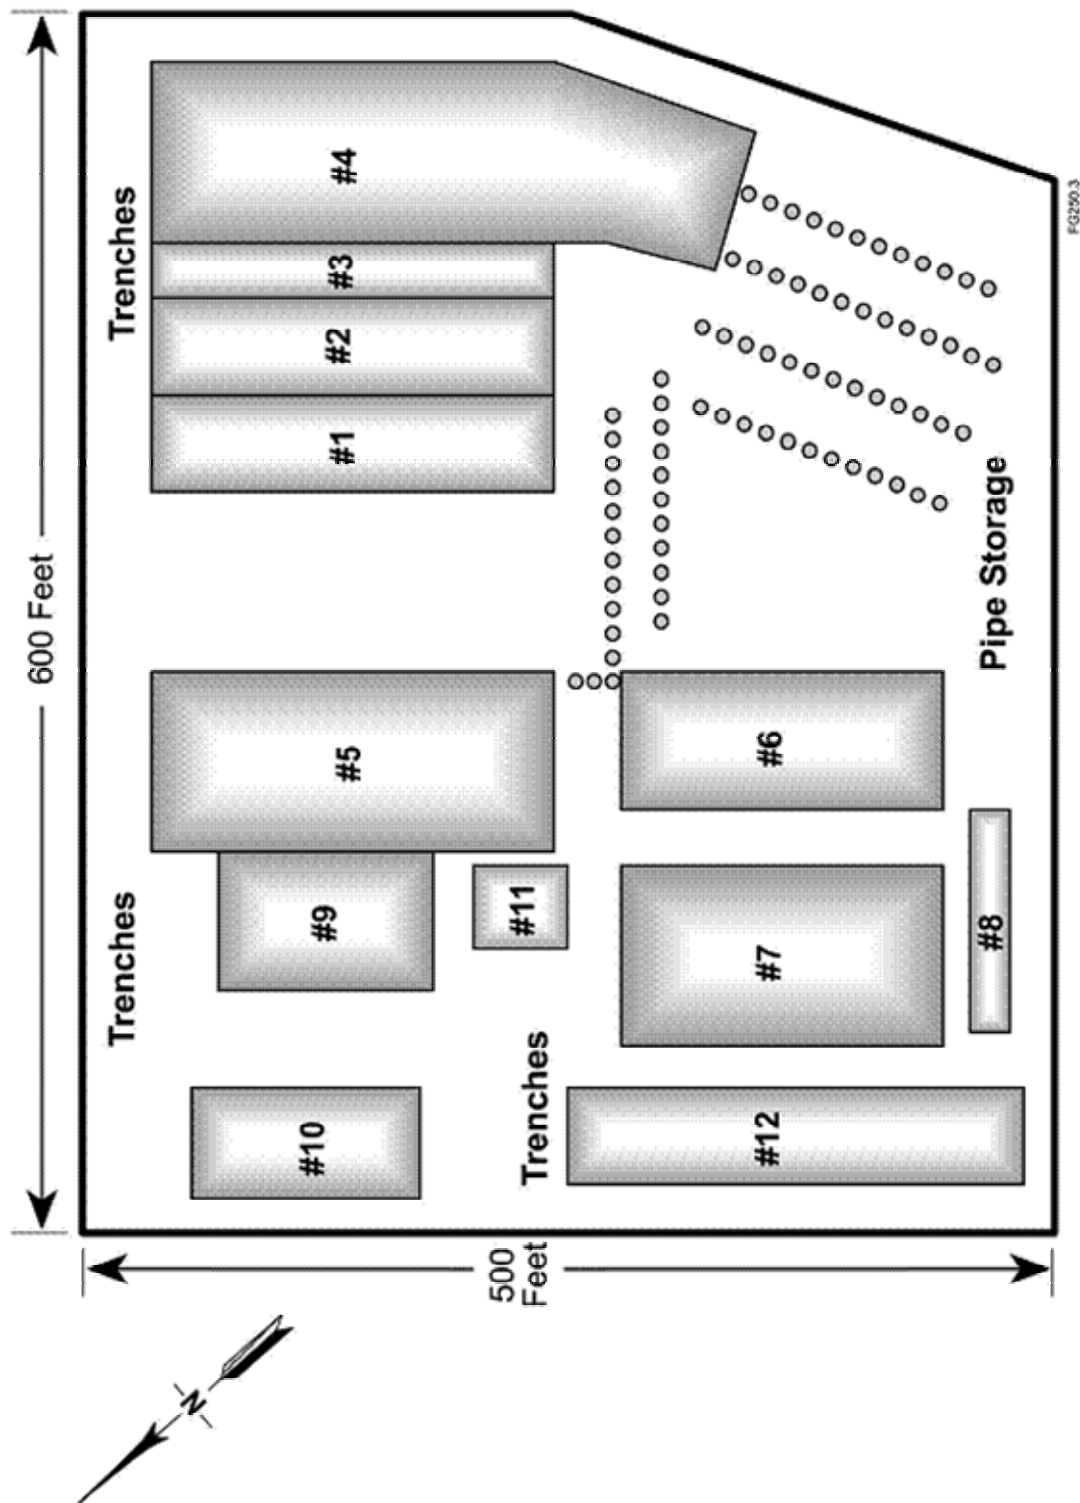 600 Feet
Trenches
#4
#3
#2
#1
FG250.3
Pipe Storage
#5
#6
#9
#11
#7
#8
Trenches
#10
Trenches
#12
500
Feet
N